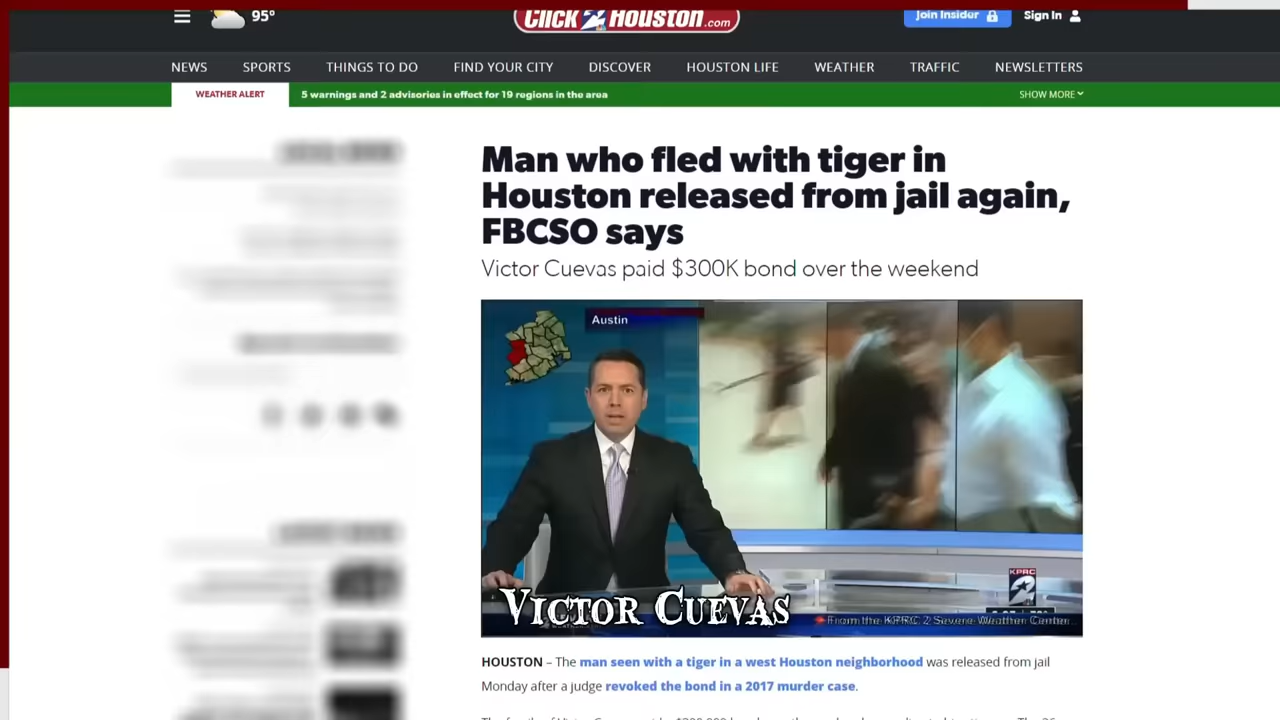 95°
CLICK 2 HOUSTON.com
Join Insider
Sign In
NEWS SPORTS THINGS TO DO FIND YOUR CITY DISCOVER HOUSTON LIFE WEATHER TRAFFIC NEWSLETTERS
WEATHER ALERT 5 warnings and 2 advisories in effect for 19 regions in the area SHOW MORE
Man who fled with tiger in
Houston released from jail again,
FBCSO says
Victor Cuevas paid $300K bond over the weekend
Austin
KPRC
2
VICTOR CUEVAS
From the KPRC 2 Severe Weather Center
HOUSTON – The man seen with a tiger in a west Houston neighborhood was released from jail
Monday after a judge revoked the bond in a 2017 murder case.